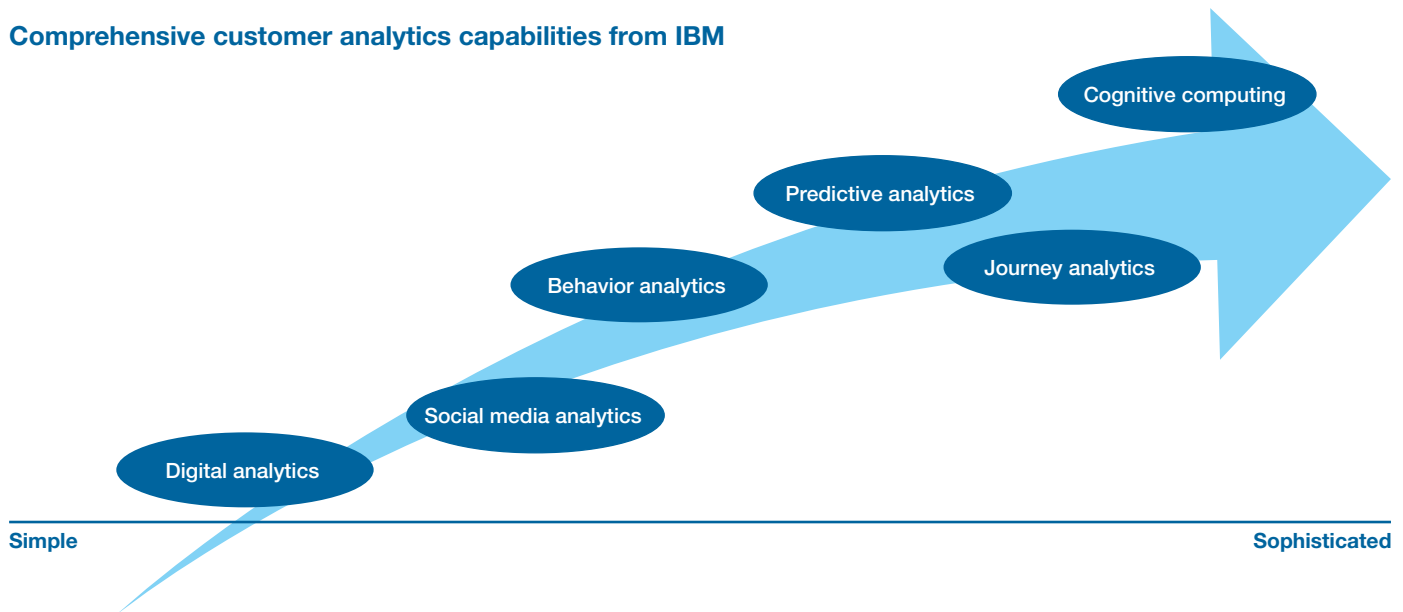 Comprehensive customer analytics capabilities from IBM
Cognitive computing
Predictive analytics
Journey analytics
Behavior analytics
Social media analytics
Digital analytics
Simple
Sophisticated